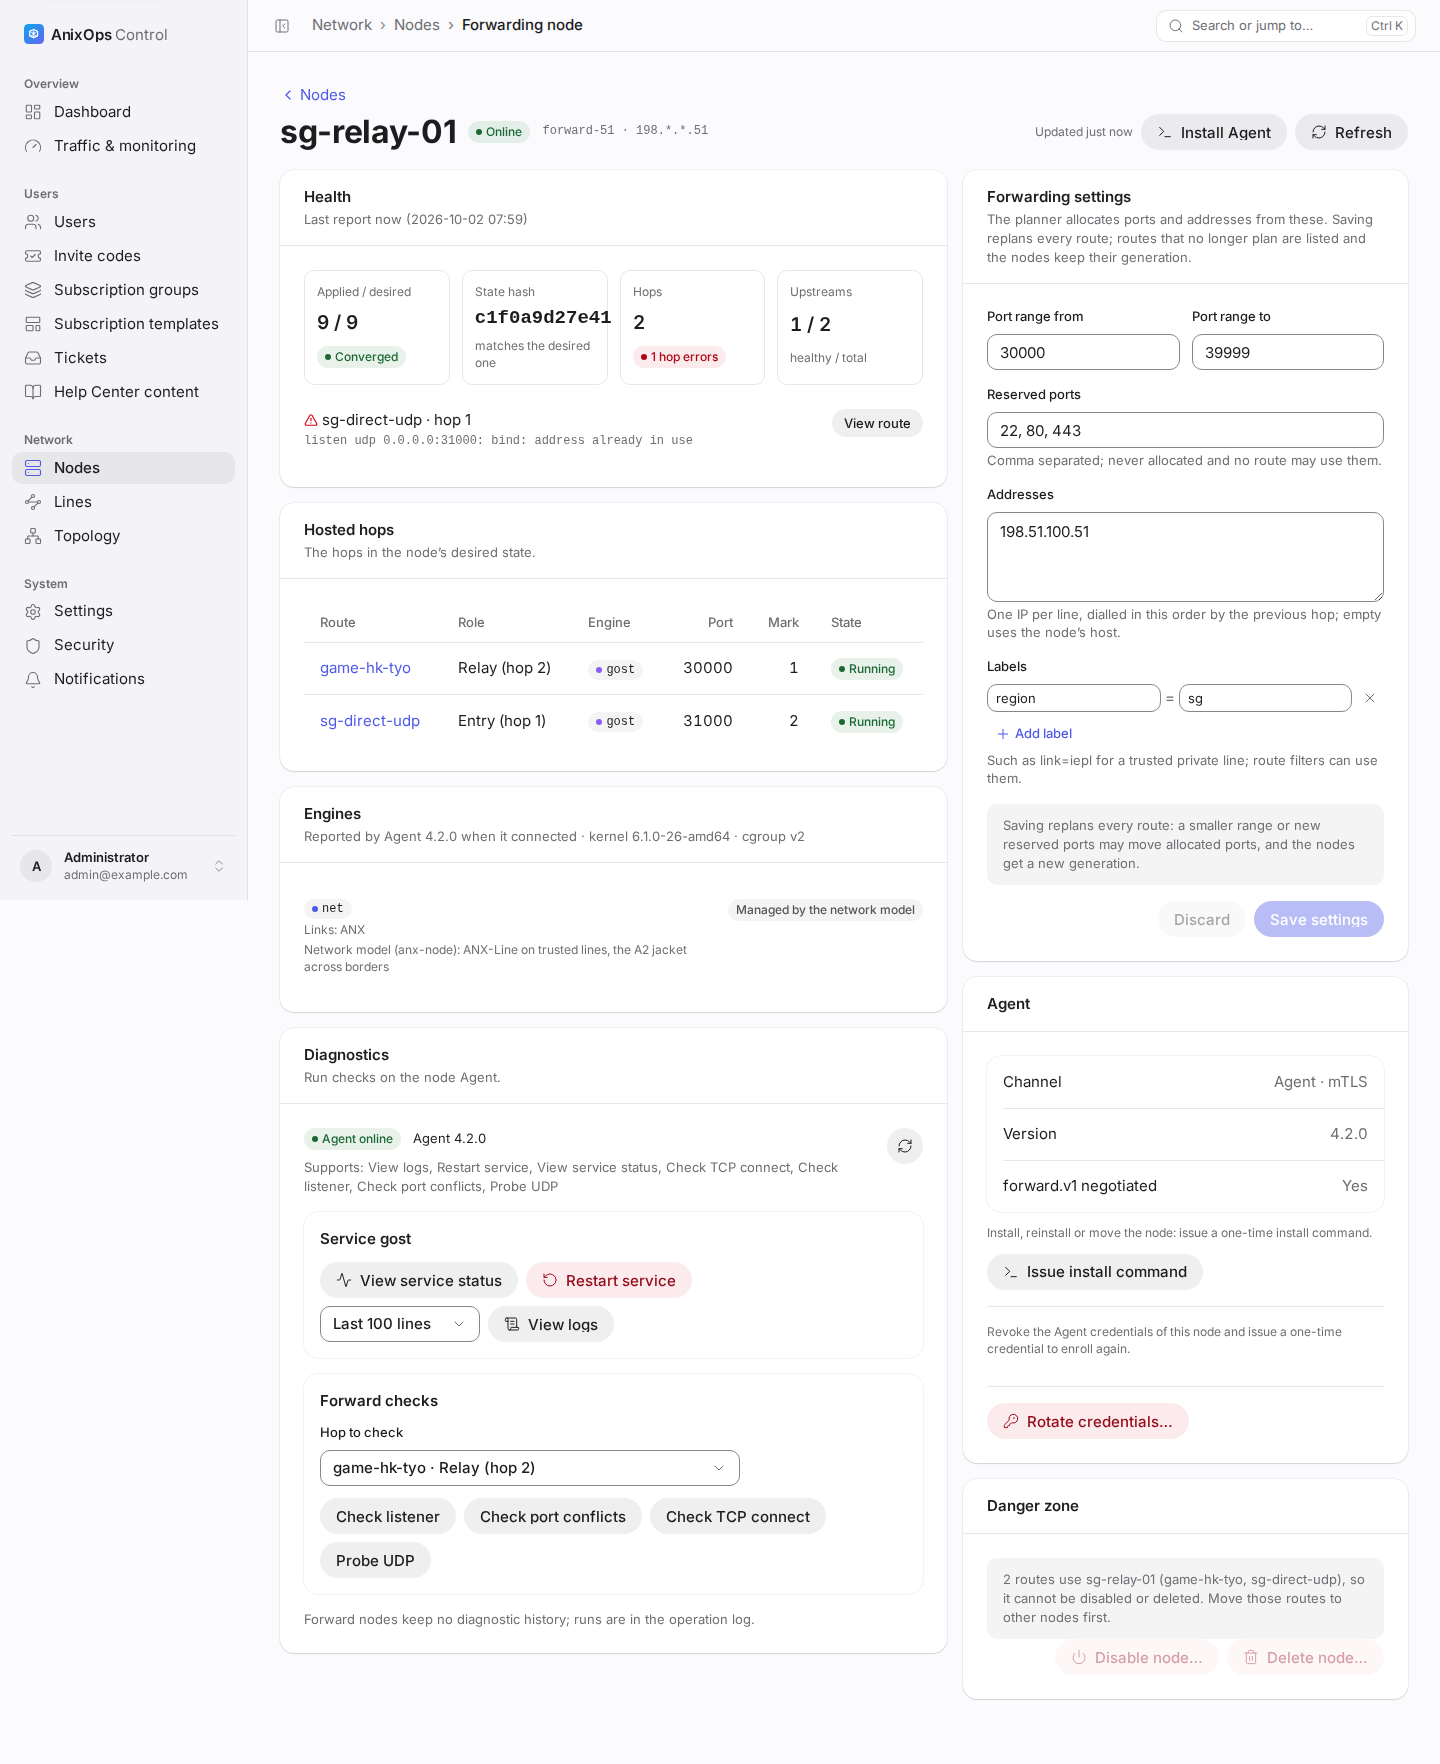 AnixOps Control
Overview
Dashboard
Traffic & monitoring
Users
Users
Invite codes
Subscription groups
Subscription templates
Tickets
Help Center content
Network
Nodes
Lines
Topology
System
Settings
Security
Notifications
A
Administrator
admin@example.com
Network › Nodes › Forwarding node
Search or jump to... Ctrl K
Nodes
sg-relay-01 Online forward-51 · 198.*.*.51
Updated just now Install Agent Refresh
Health
Last report now (2026-10-02 07:59)
Applied / desired
9 / 9
Converged
State hash
c1f0a9d27e41
matches the desired
one
Hops
2
1 hop errors
Upstreams
1 / 2
healthy / total
sg-direct-udp · hop 1
listen udp 0.0.0.0:31000: bind: address already in use
View route
Hosted hops
The hops in the node’s desired state.
Route Role Engine Port Mark State
game-hk-tyo Relay (hop 2) gost 30000 1 Running
sg-direct-udp Entry (hop 1) gost 31000 2 Running
Engines
Reported by Agent 4.2.0 when it connected · kernel 6.1.0-26-amd64 · cgroup v2
net
Links: ANX
Network model (anx-node): ANX-Line on trusted lines, the A2 jacket
across borders
Managed by the network model
Diagnostics
Run checks on the node Agent.
Agent online Agent 4.2.0
Supports: View logs, Restart service, View service status, Check TCP connect, Check
listener, Check port conflicts, Probe UDP
Service gost
View service status Restart service
Last 100 lines View logs
Forward checks
Hop to check
game-hk-tyo · Relay (hop 2)
Check listener Check port conflicts Check TCP connect
Probe UDP
Forward nodes keep no diagnostic history; runs are in the operation log.
Forwarding settings
The planner allocates ports and addresses from these. Saving
replans every route; routes that no longer plan are listed and
the nodes keep their generation.
Port range from Port range to
30000 39999
Reserved ports
22, 80, 443
Comma separated; never allocated and no route may use them.
Addresses
198.51.100.51
One IP per line, dialled in this order by the previous hop; empty
uses the node’s host.
Labels
region = sg
Add label
Such as link=iepl for a trusted private line; route filters can use
them.
Saving replans every route: a smaller range or new
reserved ports may move allocated ports, and the nodes
get a new generation.
Discard Save settings
Agent
Channel Agent · mTLS
Version 4.2.0
forward.v1 negotiated Yes
Install, reinstall or move the node: issue a one-time install command.
Issue install command
Revoke the Agent credentials of this node and issue a one-time
credential to enroll again.
Rotate credentials...
Danger zone
2 routes use sg-relay-01 (game-hk-tyo, sg-direct-udp), so
it cannot be disabled or deleted. Move those routes to
other nodes first.
Disable node... Delete node...